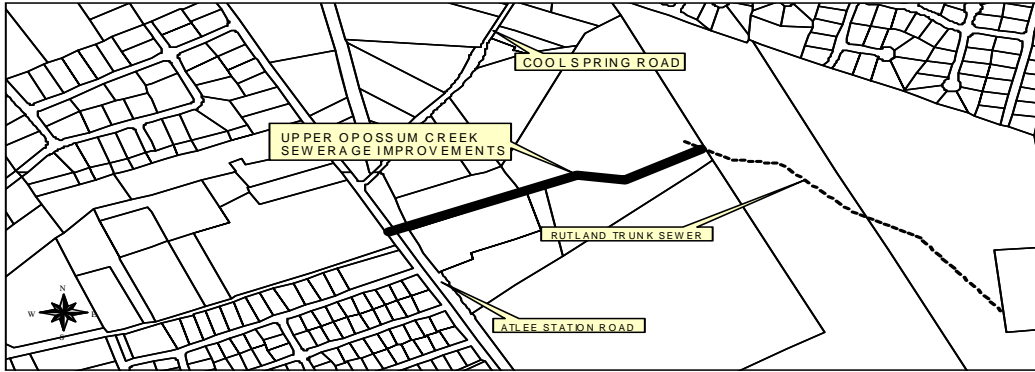 COOL SPRING ROAD
UPPER OPOSSUM CREEK
SEWERAGE IMPROVEMENTS
RUTLAND TRUNK SEWER
ATLEE STATION ROAD
N
W E
S